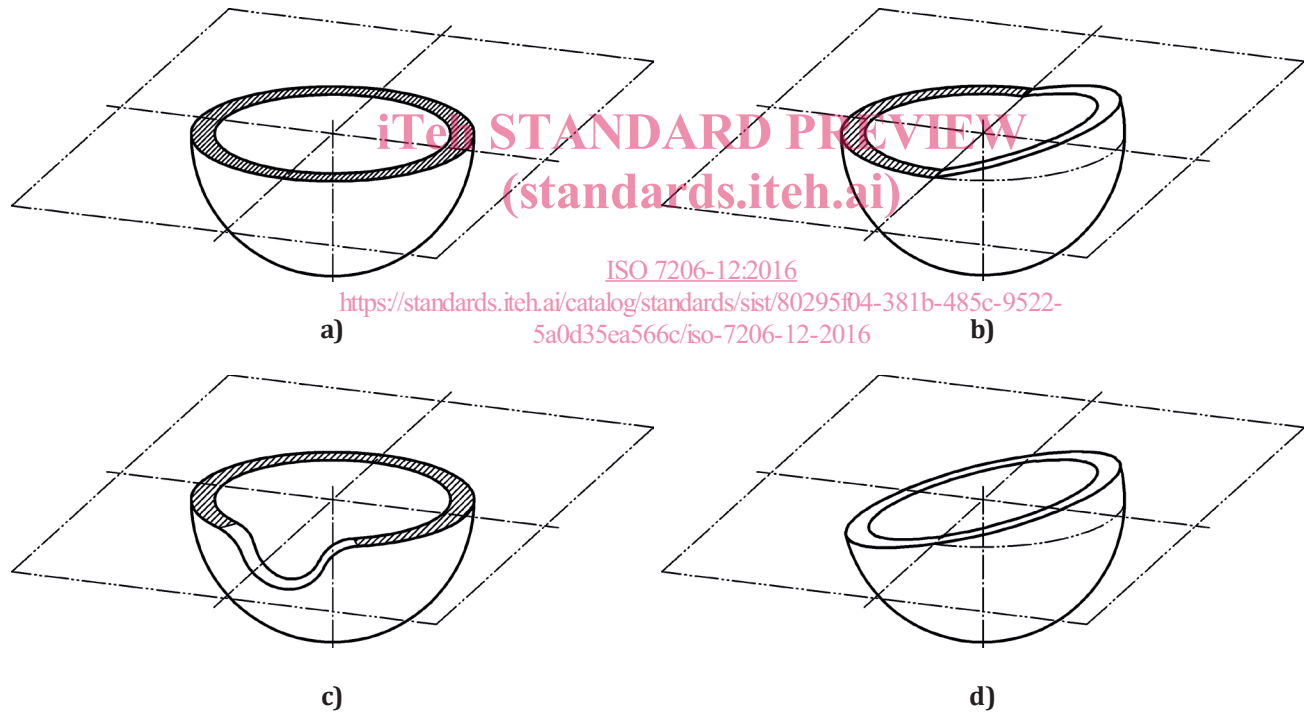 iTeh STANDARD PREVIEW
(standards.iteh.ai)
ISO 7206-12:2016
https://standards.iteh.ai/catalog/standards/sist/80295f04-381b-485c-9522-
5a0d35ea566c/iso-7206-12-2016
a)
b)
c)
d)